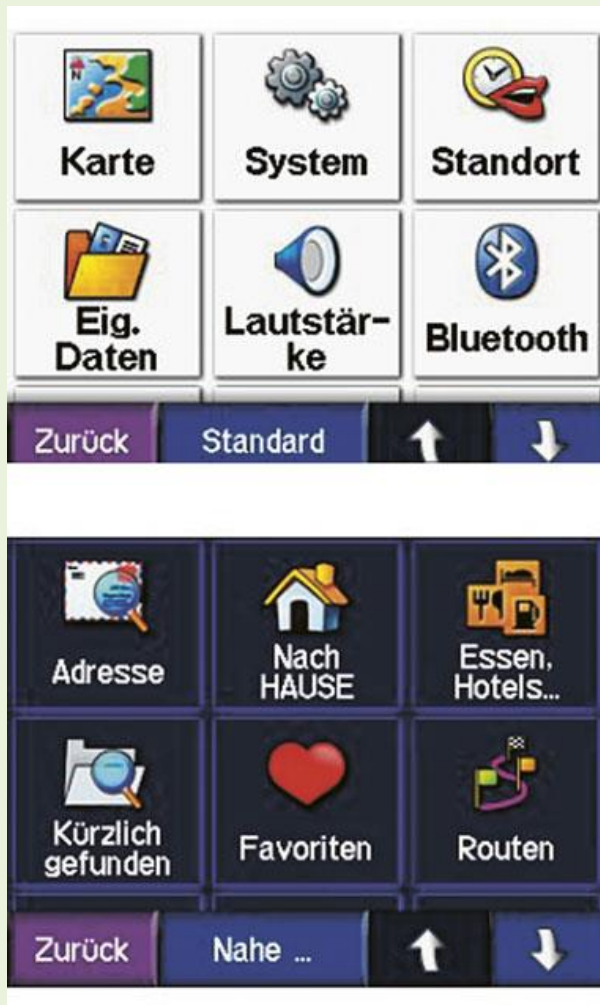 N
Karte
System
Standort
Eig.
Daten
Lautstär-
ke
Bluetooth
Zurück
Standard
Adresse
Nach
HAUSE
Essen,
Hotels...
Kürzlich
gefunden
Favoriten
Routen
Zurück
Nahe ...